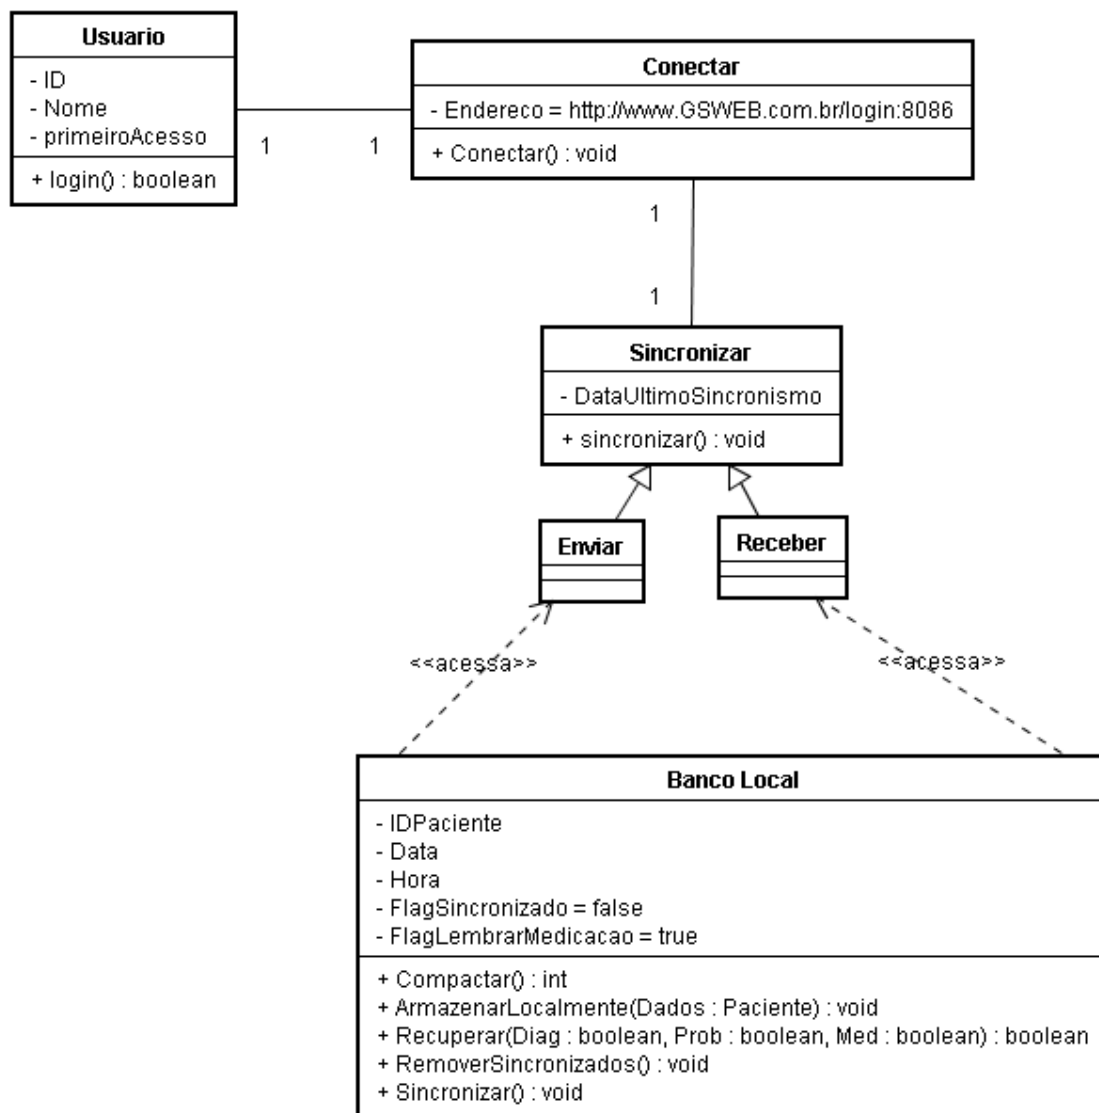 Usuario
- ID
- Nome
- primeiroAcesso
+ login() : boolean
1
1
Conectar
- Endereco = http://www.GSWEB.com.br/login:8086
+ Conectar() : void
1
1
Sincronizar
- DataUltimoSincronismo
+ sincronizar() : void
Enviar
Receber
<<acessa>>
<<acessa>>
Banco Local
- IDPaciente
- Data
- Hora
- FlagSincronizado = false
- FlagLembrarMedicacao = true
+ Compactar() : int
+ ArmazenarLocalmente(Dados : Paciente) : void
+ Recuperar(Diag : boolean, Prob : boolean, Med : boolean) : boolean
+ RemoverSincronizados() : void
+ Sincronizar() : void